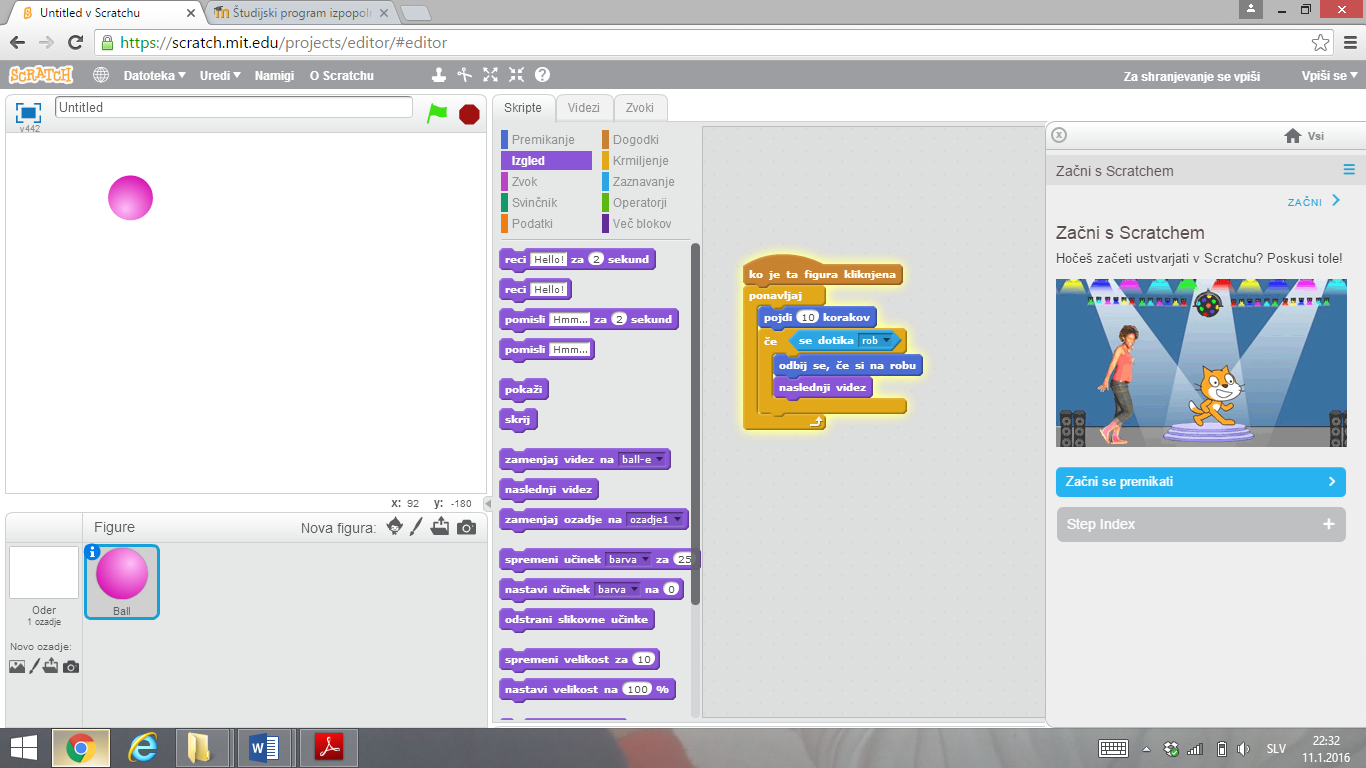 Untitled v Scratchu
Študijski program izpopoln
https://scratch.mit.edu/projects/editor/#editor
SCRATCH
Datoteka
Uredi
Namigi
O Scratchu
Za shranjevanje se vpiši
Vpiši se
v442
Untitled
Skripte
Videzi
Zvoki
Premikanje
Dogodki
Izgled
Krmiljenje
Zvok
Zaznavanje
Svinčnik
Operatorji
Podatki
Več blokov
reci Hello! za 2 sekund
reci Hello!
pomisli Hmm... za 2 sekund
pomisli Hmm...
pokaži
skrij
zamenjaj videz na ball-e
naslednji videz
zamenjaj ozadje na ozadje1
spremeni učinek barva za 25
nastavi učinek barva na 0
odstrani slikovne učinke
spremeni velikost za 10
nastavi velikost na 100 %
ko je ta figura kliknjena
ponavljaj
pojdi 10 korakov
če se dotika rob
odbij se, če si na robu
naslednji videz
Vsi
Začni s Scratchem
ZAČNI
Začni s Scratchem
Hočeš začeti ustvarjati v Scratchu? Poskusi tole!
Začni se premikati
Step Index
x: 92 y: -180
Figure
Nova figura:
Oder
1 ozadje
Novo ozadje:
Ball
SLV
22:32
11.1.2016